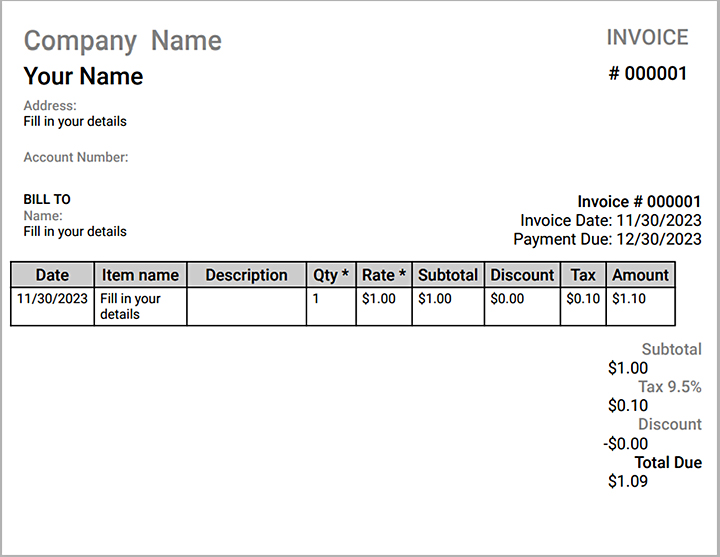 Company Name
INVOICE
Your Name
# 000001
Address:
Fill in your details
Account Number:
BILL TO
Name:
Fill in your details
Invoice # 000001
Invoice Date: 11/30/2023
Payment Due: 12/30/2023
Date Item name Description Qty * Rate * Subtotal Discount Tax Amount
11/30/2023 Fill in your 1 $1.00 $1.00 $0.00 $0.10 $1.10
details
Subtotal
$1.00
Tax 9.5%
$0.10
Discount
-$0.00
Total Due
$1.09